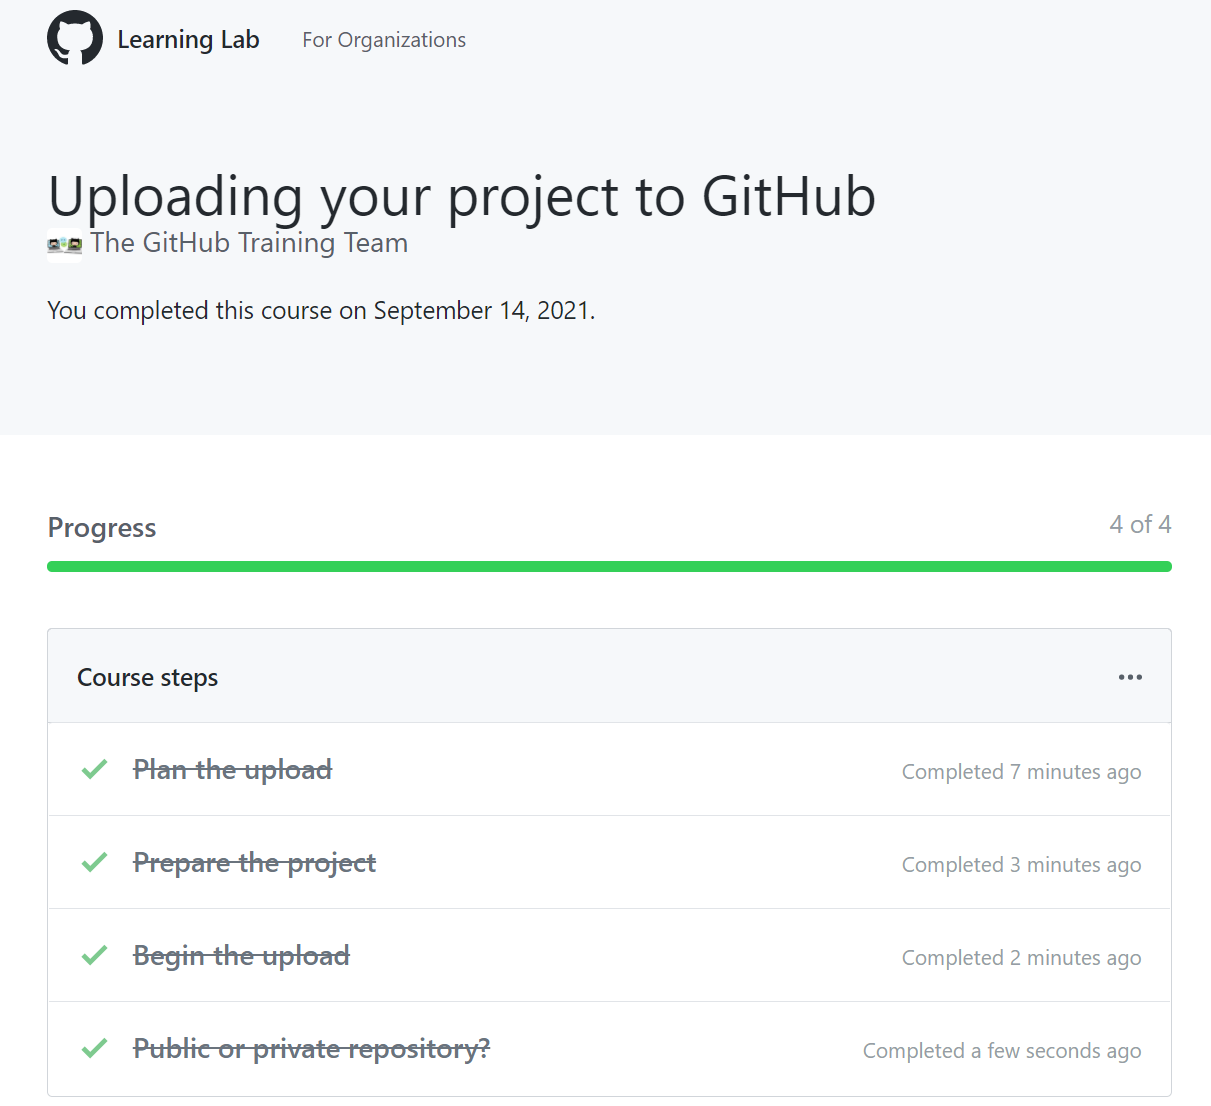 Learning Lab For Organizations
Uploading your project to GitHub
The GitHub Training Team
You completed this course on September 14, 2021.
Progress 4 of 4
Course steps
Plan the upload Completed 7 minutes ago
Prepare the project Completed 3 minutes ago
Begin the upload Completed 2 minutes ago
Public or private repository? Completed a few seconds ago